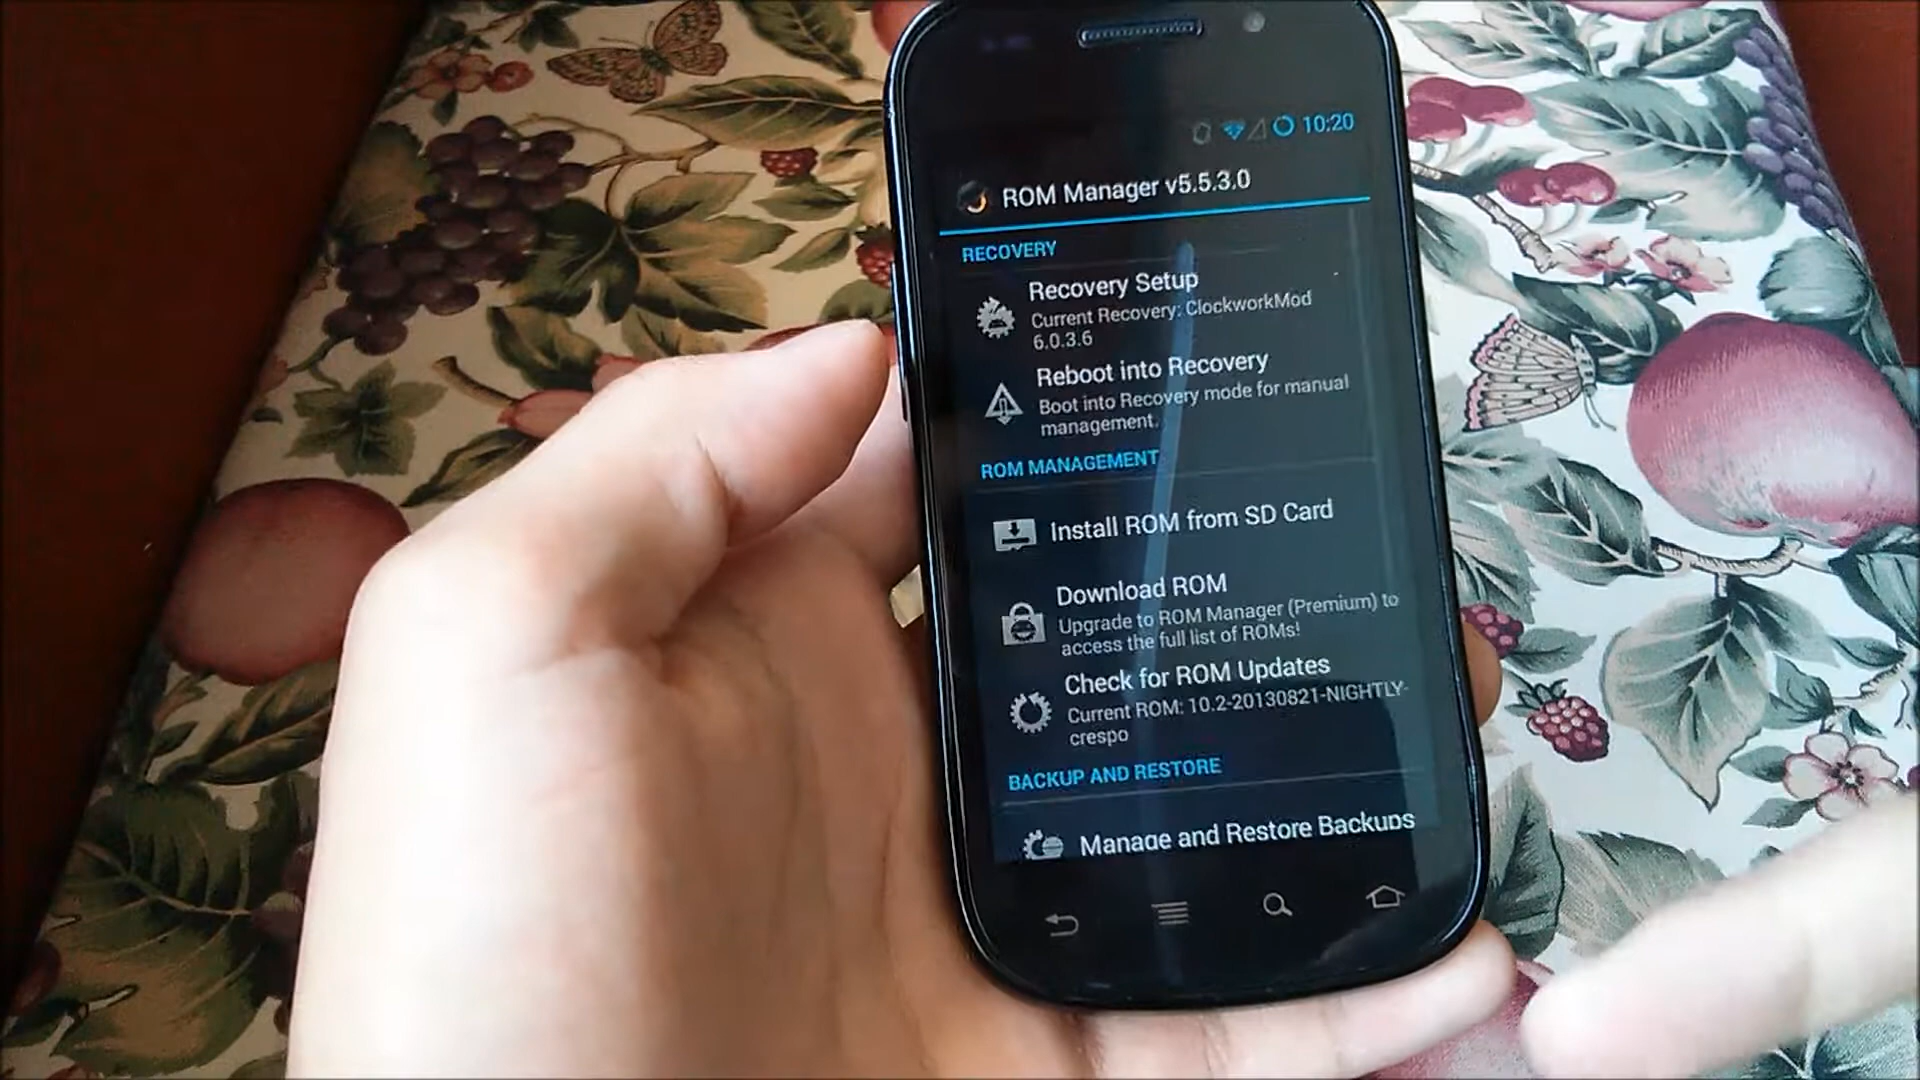 10:20
ROM Manager v5.5.3.0
RECOVERY
Recovery Setup
Current Recovery: ClockworkMod
6.0.3.6
Reboot into Recovery
Boot into Recovery mode for manual
management.
ROM MANAGEMENT
Install ROM from SD Card
Download ROM
Upgrade to ROM Manager (Premium) to
access the full list of ROMs!
Check for ROM Updates
Current ROM: 10.2-20130821-NIGHTLY-
crespo
BACKUP AND RESTORE
Manage and Restore Backups